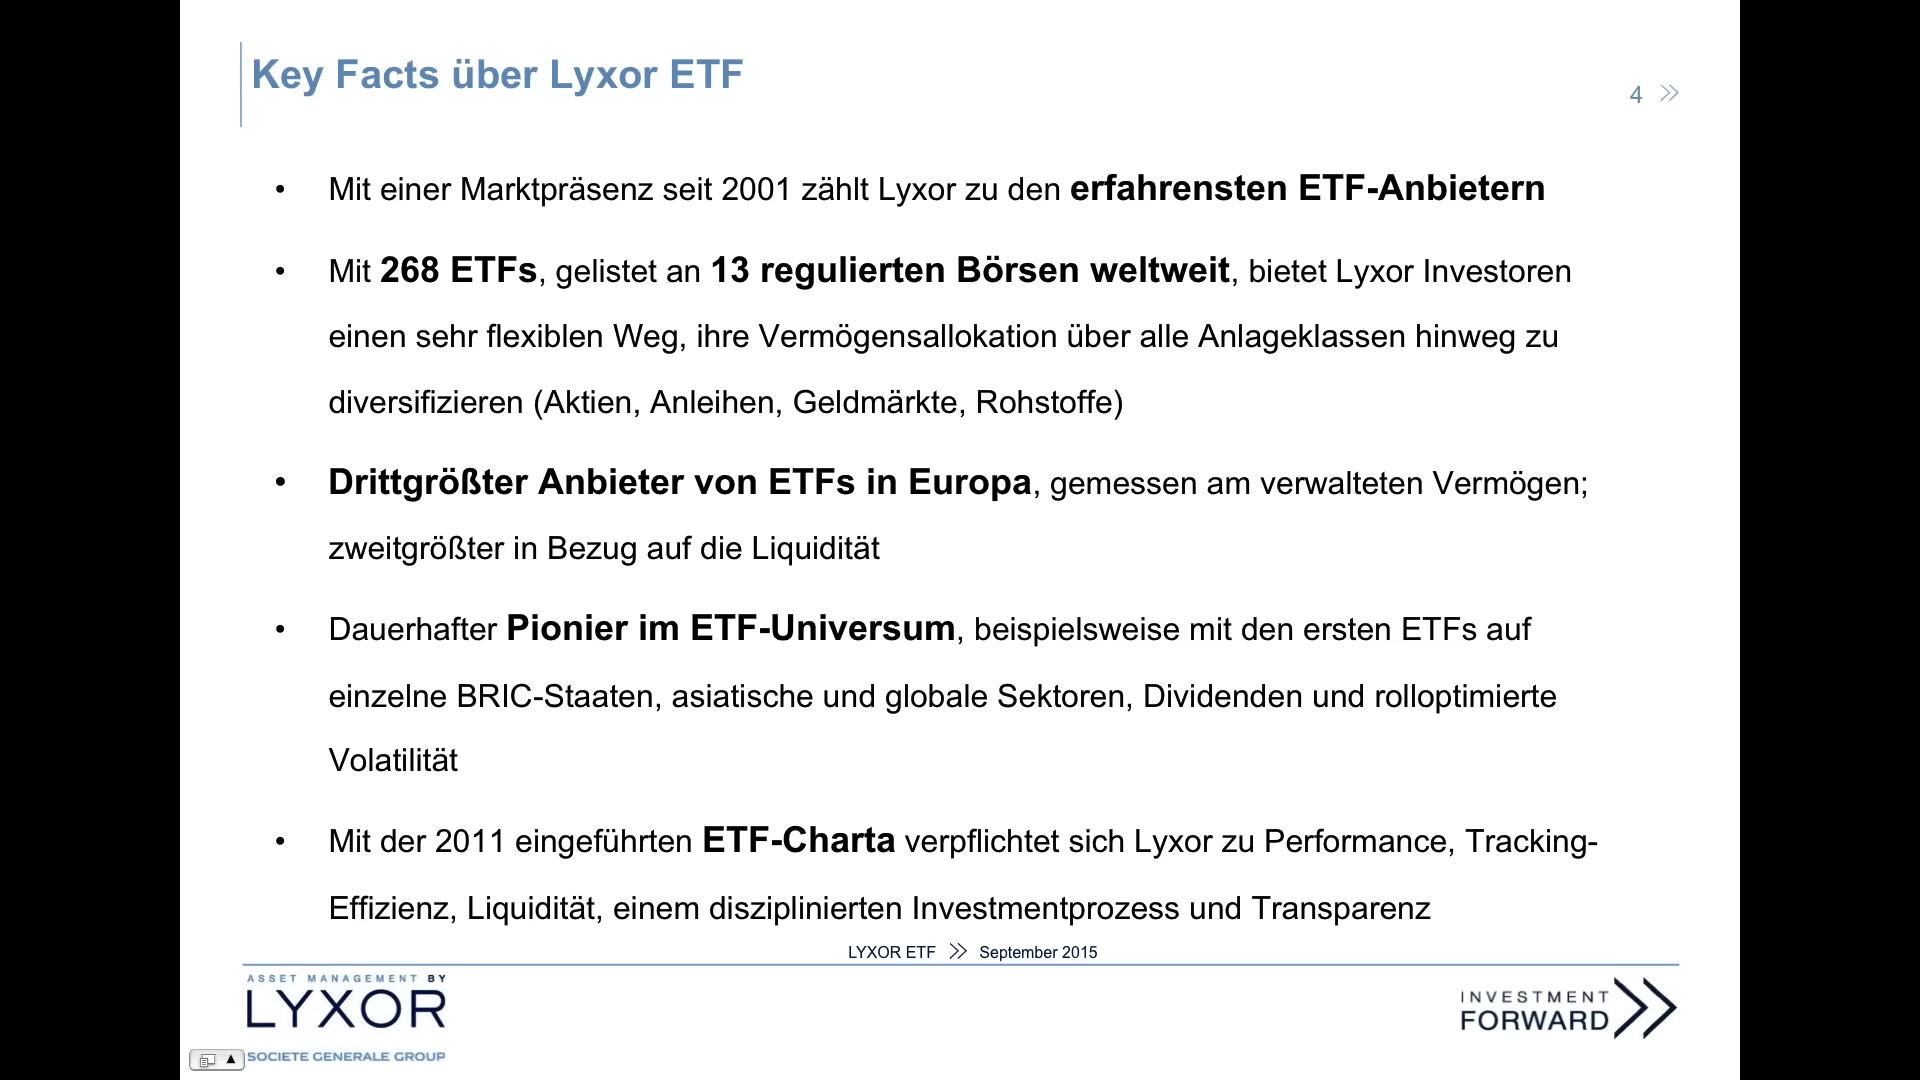 Key Facts über Lyxor ETF
4
• Mit einer Marktpräsenz seit 2001 zählt Lyxor zu den erfahrensten ETF-Anbietern
• Mit 268 ETFs, gelistet an 13 regulierten Börsen weltweit, bietet Lyxor Investoren
einen sehr flexiblen Weg, ihre Vermögensallokation über alle Anlageklassen hinweg zu
diversifizieren (Aktien, Anleihen, Geldmärkte, Rohstoffe)
• Drittgrößter Anbieter von ETFs in Europa, gemessen am verwalteten Vermögen;
zweitgrößter in Bezug auf die Liquidität
• Dauerhafter Pionier im ETF-Universum, beispielsweise mit den ersten ETFs auf
einzelne BRIC-Staaten, asiatische und globale Sektoren, Dividenden und rolloptimierte
Volatilität
• Mit der 2011 eingeführten ETF-Charta verpflichtet sich Lyxor zu Performance, Tracking-
Effizienz, Liquidität, einem disziplinierten Investmentprozess und Transparenz
LYXOR ETF September 2015
ASSET MANAGEMENT BY
LYXOR
SOCIETE GENERALE GROUP
INVESTMENT
FORWARD